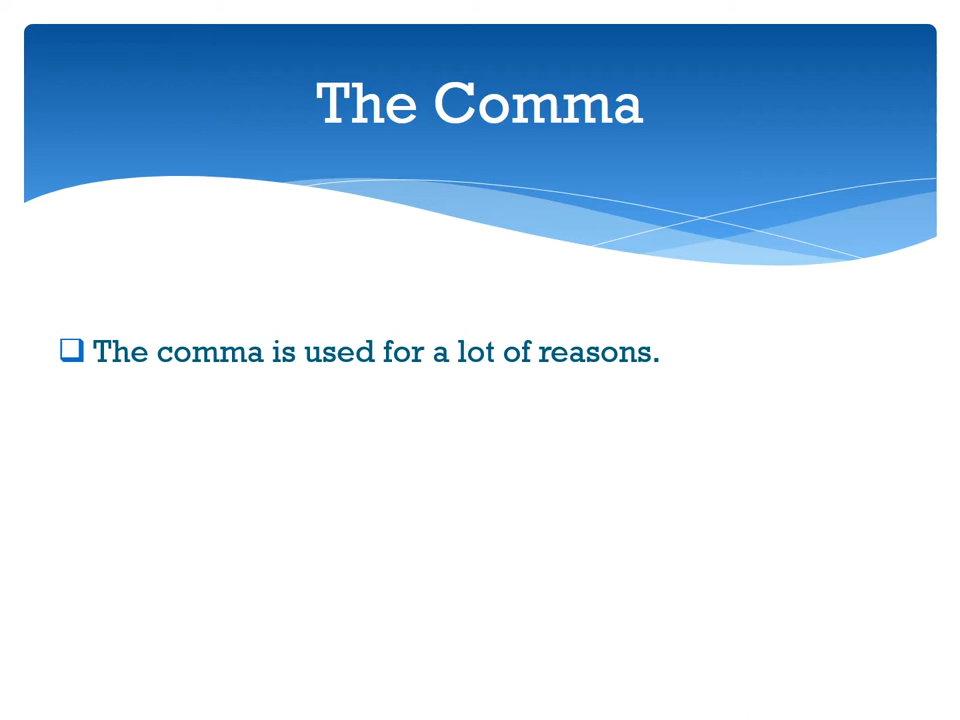 The Comma
The comma is used for a lot of reasons.